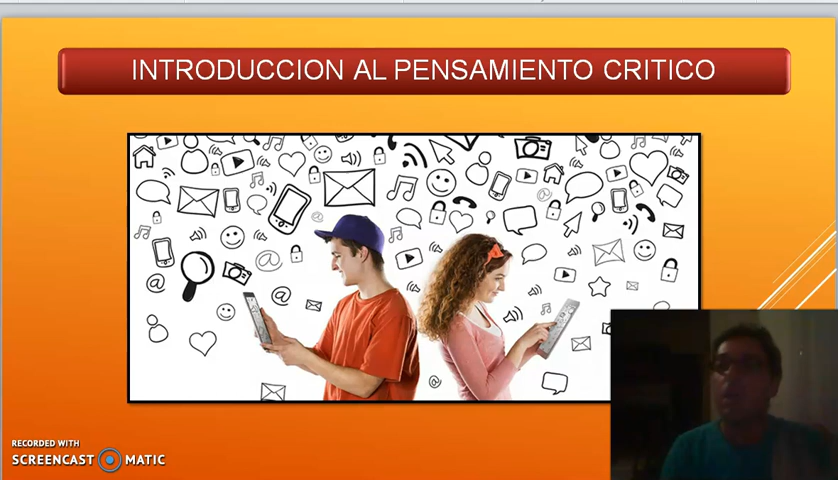 INTRODUCCION AL PENSAMIENTO CRITICO
RECORDED WITH
SCREENCAST MATIC